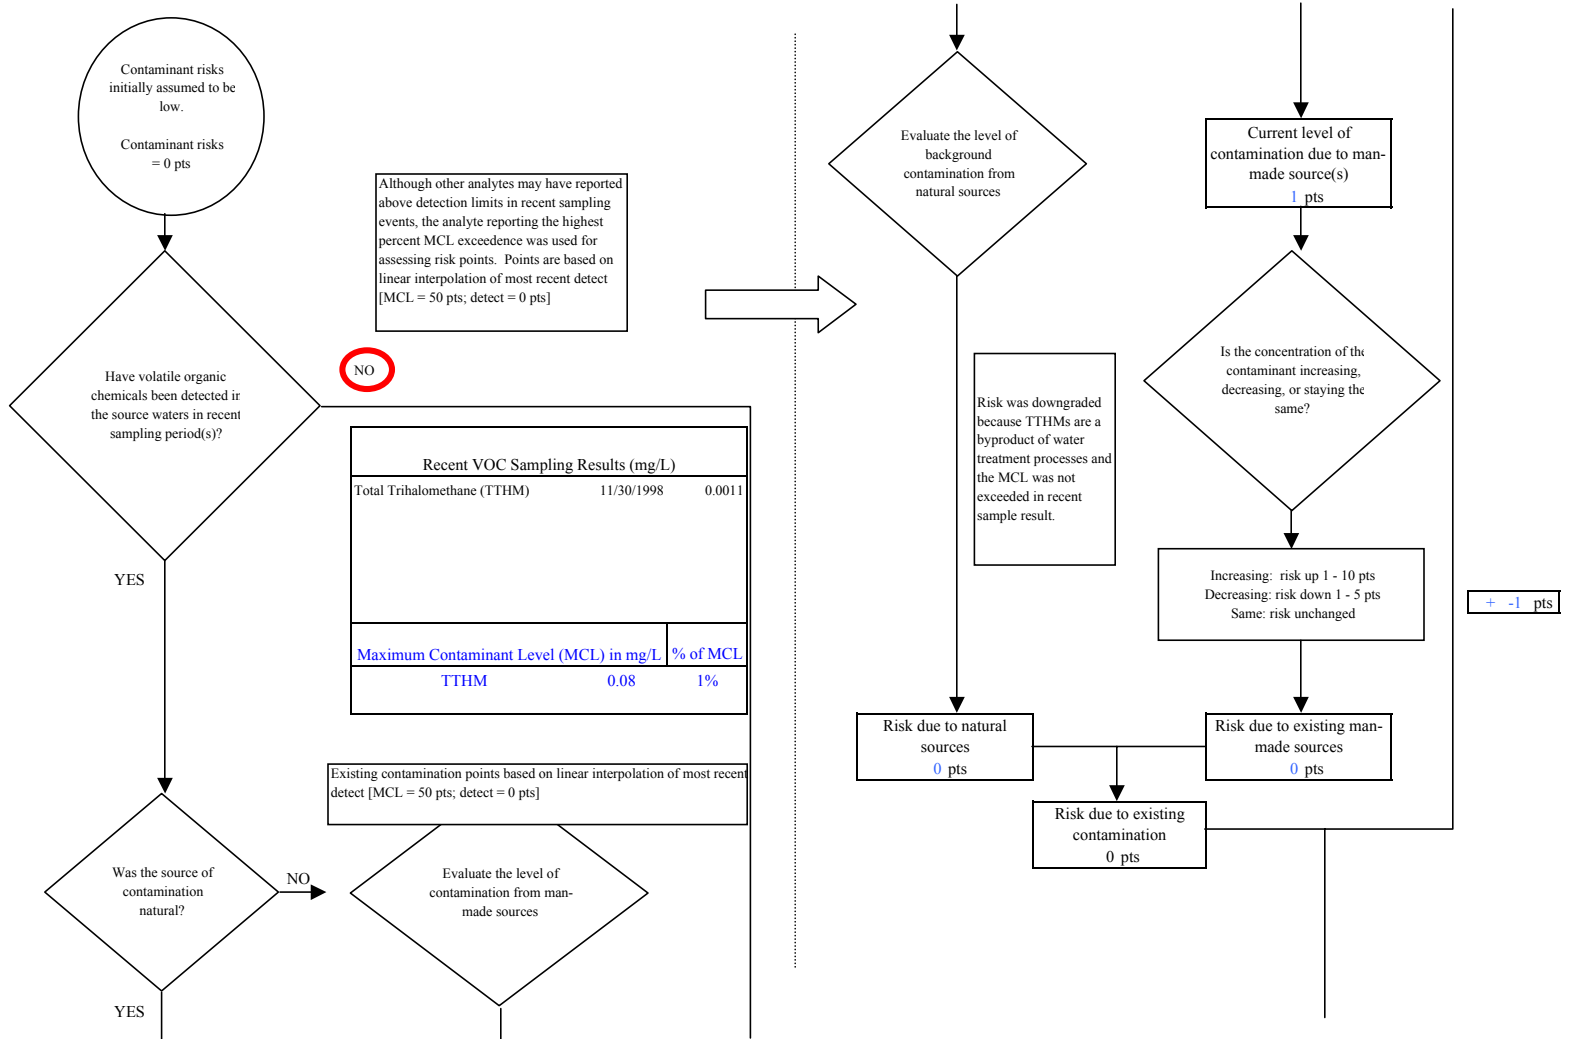 Contaminant risks
initially assumed to be
low.
Contaminant risks
= 0 pts
Although other analytes may have reported
above detection limits in recent sampling
events, the analyte reporting the highest
percent MCL exceedence was used for
assessing risk points.  Points are based on
linear interpolation of most recent detect
[MCL = 50 pts; detect = 0 pts]
NO
Have volatile organic
chemicals been detected in
the source waters in recent
sampling period(s)?
Recent VOC Sampling Results (mg/L)
Total Trihalomethane (TTHM) 11/30/1998 0.0011
YES
Maximum Contaminant Level (MCL) in mg/L % of MCL
TTHM 0.08 1%
Existing contamination points based on linear interpolation of most recent
detect [MCL = 50 pts; detect = 0 pts]
Was the source of
contamination
natural?
NO
Evaluate the level of
contamination from man-
made sources
YES
Evaluate the level of
background
contamination from
natural sources
Current level of
contamination due to man-
made source(s)
1 pts
Is the concentration of the
contaminant increasing,
decreasing, or staying the
same?
Risk was downgraded
because TTHMs are a
byproduct of water
treatment processes and
the MCL was not
exceeded in recent
sample result.
Increasing:  risk up 1 - 10 pts
Decreasing: risk down 1 - 5 pts
Same: risk unchanged
+ -1 pts
Risk due to natural
sources
0 pts
Risk due to existing man-
made sources
0 pts
Risk due to existing
contamination
0 pts